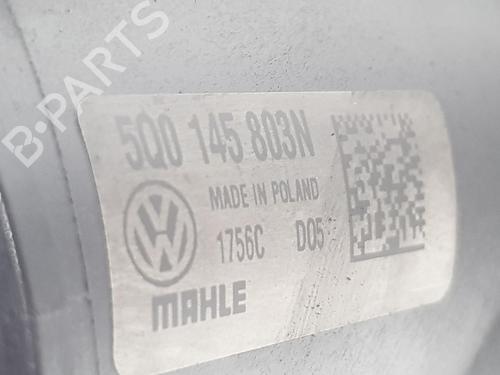 B-PARTS
5Q0 145 803N
MADE IN POLAND
1756C D05
MAHLE